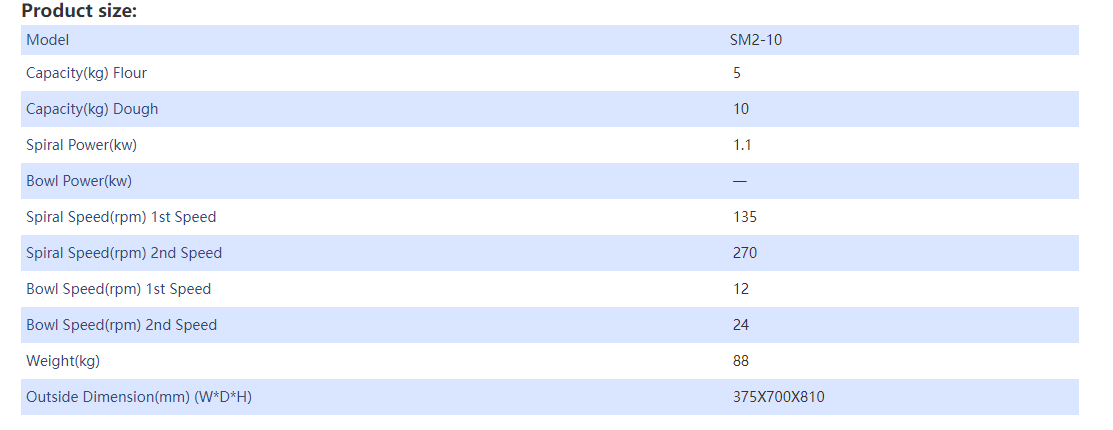 Product size:
Model SM2-10
Capacity(kg) Flour 5
Capacity(kg) Dough 10
Spiral Power(kw) 1.1
Bowl Power(kw) —
Spiral Speed(rpm) 1st Speed 135
Spiral Speed(rpm) 2nd Speed 270
Bowl Speed(rpm) 1st Speed 12
Bowl Speed(rpm) 2nd Speed 24
Weight(kg) 88
Outside Dimension(mm) (W*D*H) 375X700X810